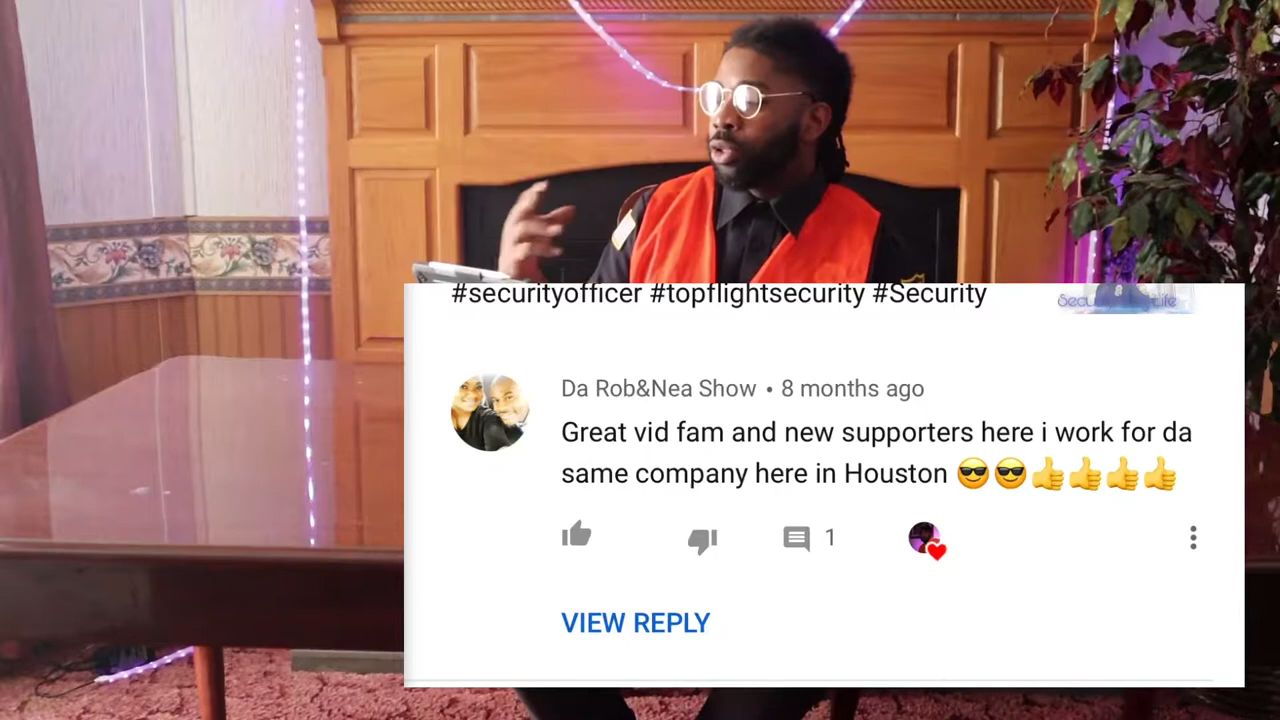 #securityofficer #topflightsecurity #Security
Da Rob&Nea Show • 8 months ago
Great vid fam and new supporters here i work for da
same company here in Houston 😎😎👍👍👍👍
1
VIEW REPLY